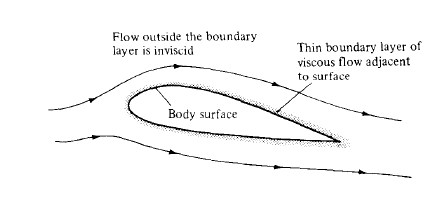 Flow outside the boundary
layer is inviscid
Thin boundary layer of
viscous flow adjacent
to surface
Body surface